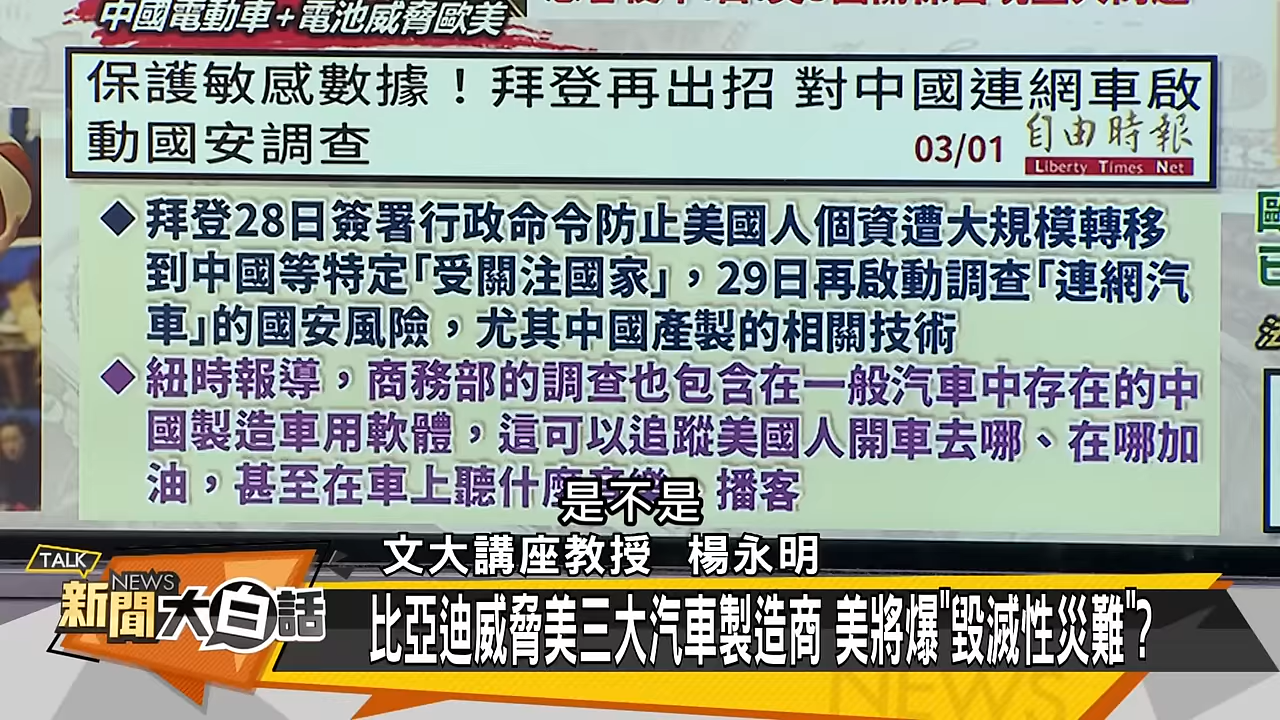 中國電動車+電池威脅歐美
保護敏感數據！拜登再出招 對中國連網車啟
動國安調查
03/01
自由時報
Liberty Times Net
◆拜登28日簽署行政命令防止美國人個資遭大規模轉移
到中國等特定「受關注國家」，29日再啟動調查「連網汽
車」的國安風險，尤其中國產製的相關技術
◆紐時報導，商務部的調查也包含在一般汽車中存在的中
國製造車用軟體，這可以追蹤美國人開車去哪、在哪加
油，甚至在車上聽什麼 播客
是不是
文大講座教授 楊永明
TALK
NEWS
新聞大白話
比亞迪威脅美三大汽車製造商 美將爆"毀滅性災難"?
NEWS